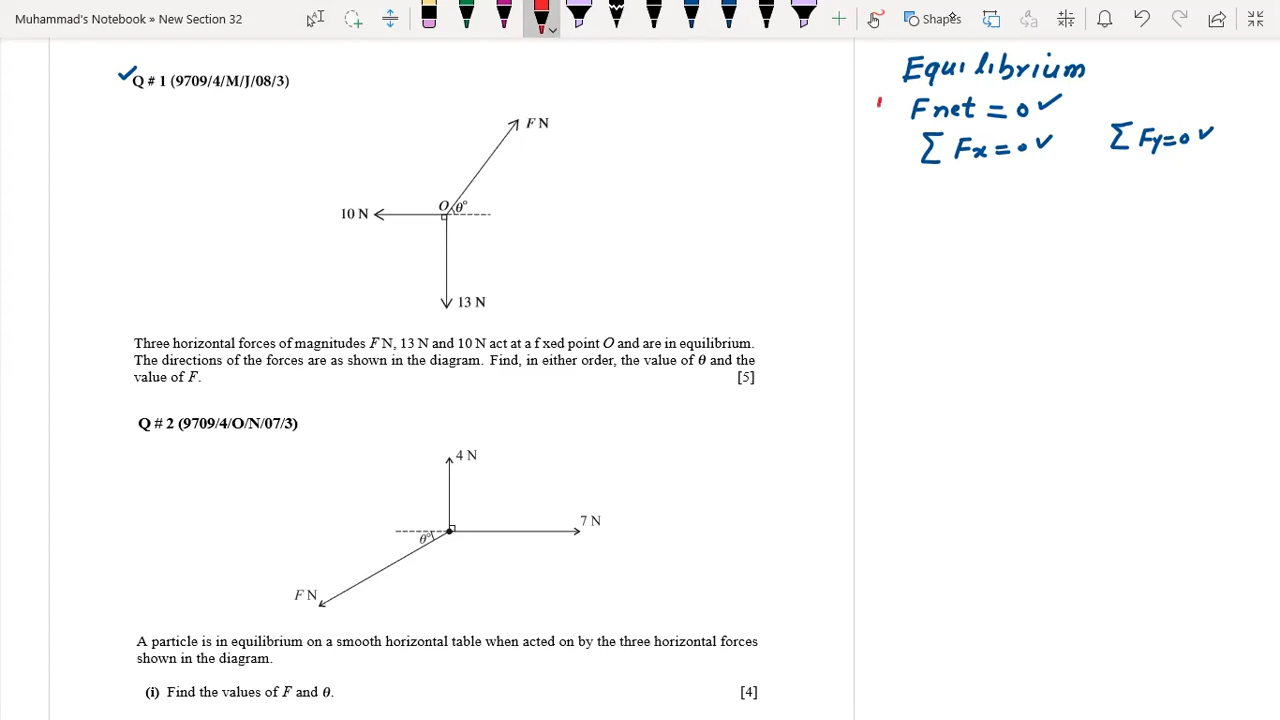 Muhammad's Notebook » New Section 32
Shapes
Q # 1 (9709/4/M/J/08/3)
F N
O θ°
10 N
13 N
Three horizontal forces of magnitudes F N, 13 N and 10 N act at a f xed point O and are in equilibrium.
The directions of the forces are as shown in the diagram. Find, in either order, the value of θ and the
value of F. [5]
Q # 2 (9709/4/O/N/07/3)
4 N
7 N
θ°
F N
A particle is in equilibrium on a smooth horizontal table when acted on by the three horizontal forces
shown in the diagram.
(i) Find the values of F and θ. [4]
Equilibrium
Fnet = 0 ✓
∑ Fx = 0 ✓ ∑ Fy=0 ✓